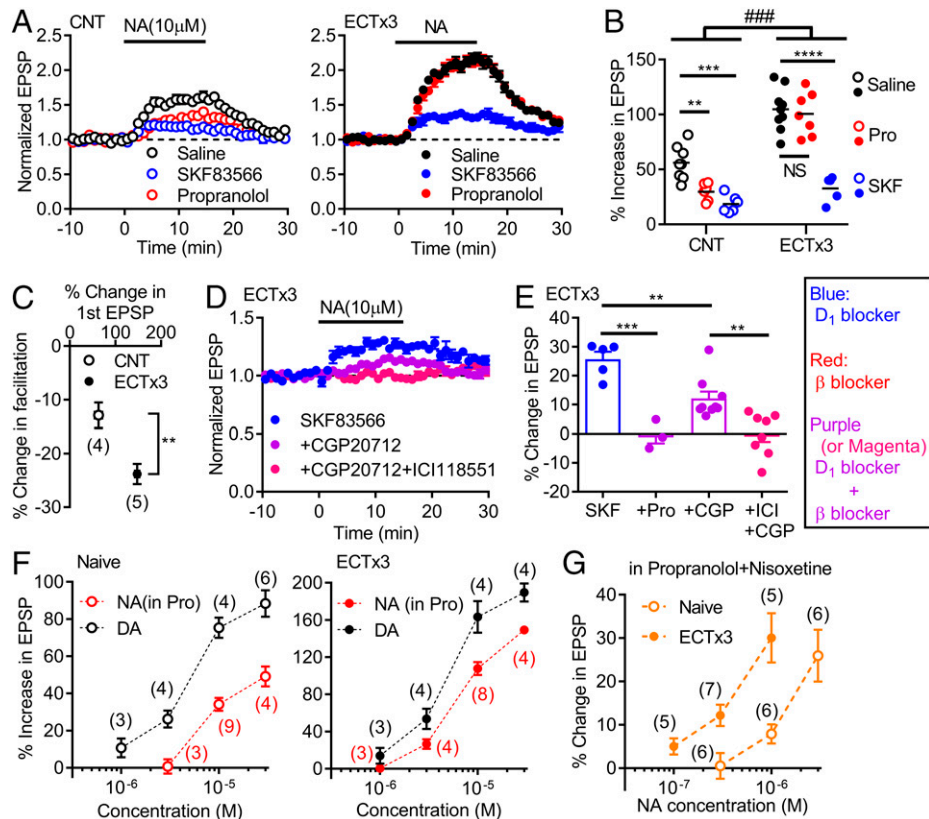 A
CNT
NA(10μM)
Normalized EPSP
2.5
2.0
1.5
1.0
0.5
0.0
Saline
SKF83566
Propranolol
-10 0 10 20 30
Time (min)
ECTx3
NA
2.5
2.0
1.5
1.0
0.5
0.0
Saline
SKF83566
Propranolol
-10 0 10 20 30
Time (min)
B
###
% Increase in EPSP
150
100
50
0
***
**
****
NS
Saline
Pro
SKF
CNT ECTx3
C
% Change in
1st EPSP
0 100 200
% Change in facilitation
0
-10
-20
-30
CNT
ECTx3
(4)
(5)
**
D
ECTx3
NA(10μM)
Normalized EPSP
1.5
1.0
0.5
0.0
SKF83566
+CGP20712
+CGP20712+ICI118551
-10 0 10 20 30
Time (min)
E
ECTx3
% Change in EPSP
40
30
20
10
0
-10
-20
**
***
**
SKF +Pro +CGP +ICI
+CGP
Blue:
D1 blocker
Red:
β blocker
Purple
(or Magenta)
D1 blocker
+
β blocker
F
Naive
% Increase in EPSP
100
80
60
40
20
0
NA(in Pro)
DA
(3)
(4)
(4)
(6)
(3)
(9)
(4)
10-6 10-5
Concentration (M)
ECTx3
200
160
120
80
40
0
NA (in Pro)
DA
(3)
(4)
(4)
(4)
(3)
(4)
(8)
(4)
10-6 10-5
Concentration (M)
G
in Propranolol+Nisoxetine
% Change in EPSP
40
30
20
10
0
Naive
ECTx3
(5)
(7)
(5)
(6)
(6)
(6)
10-7 10-6
NA concentration (M)